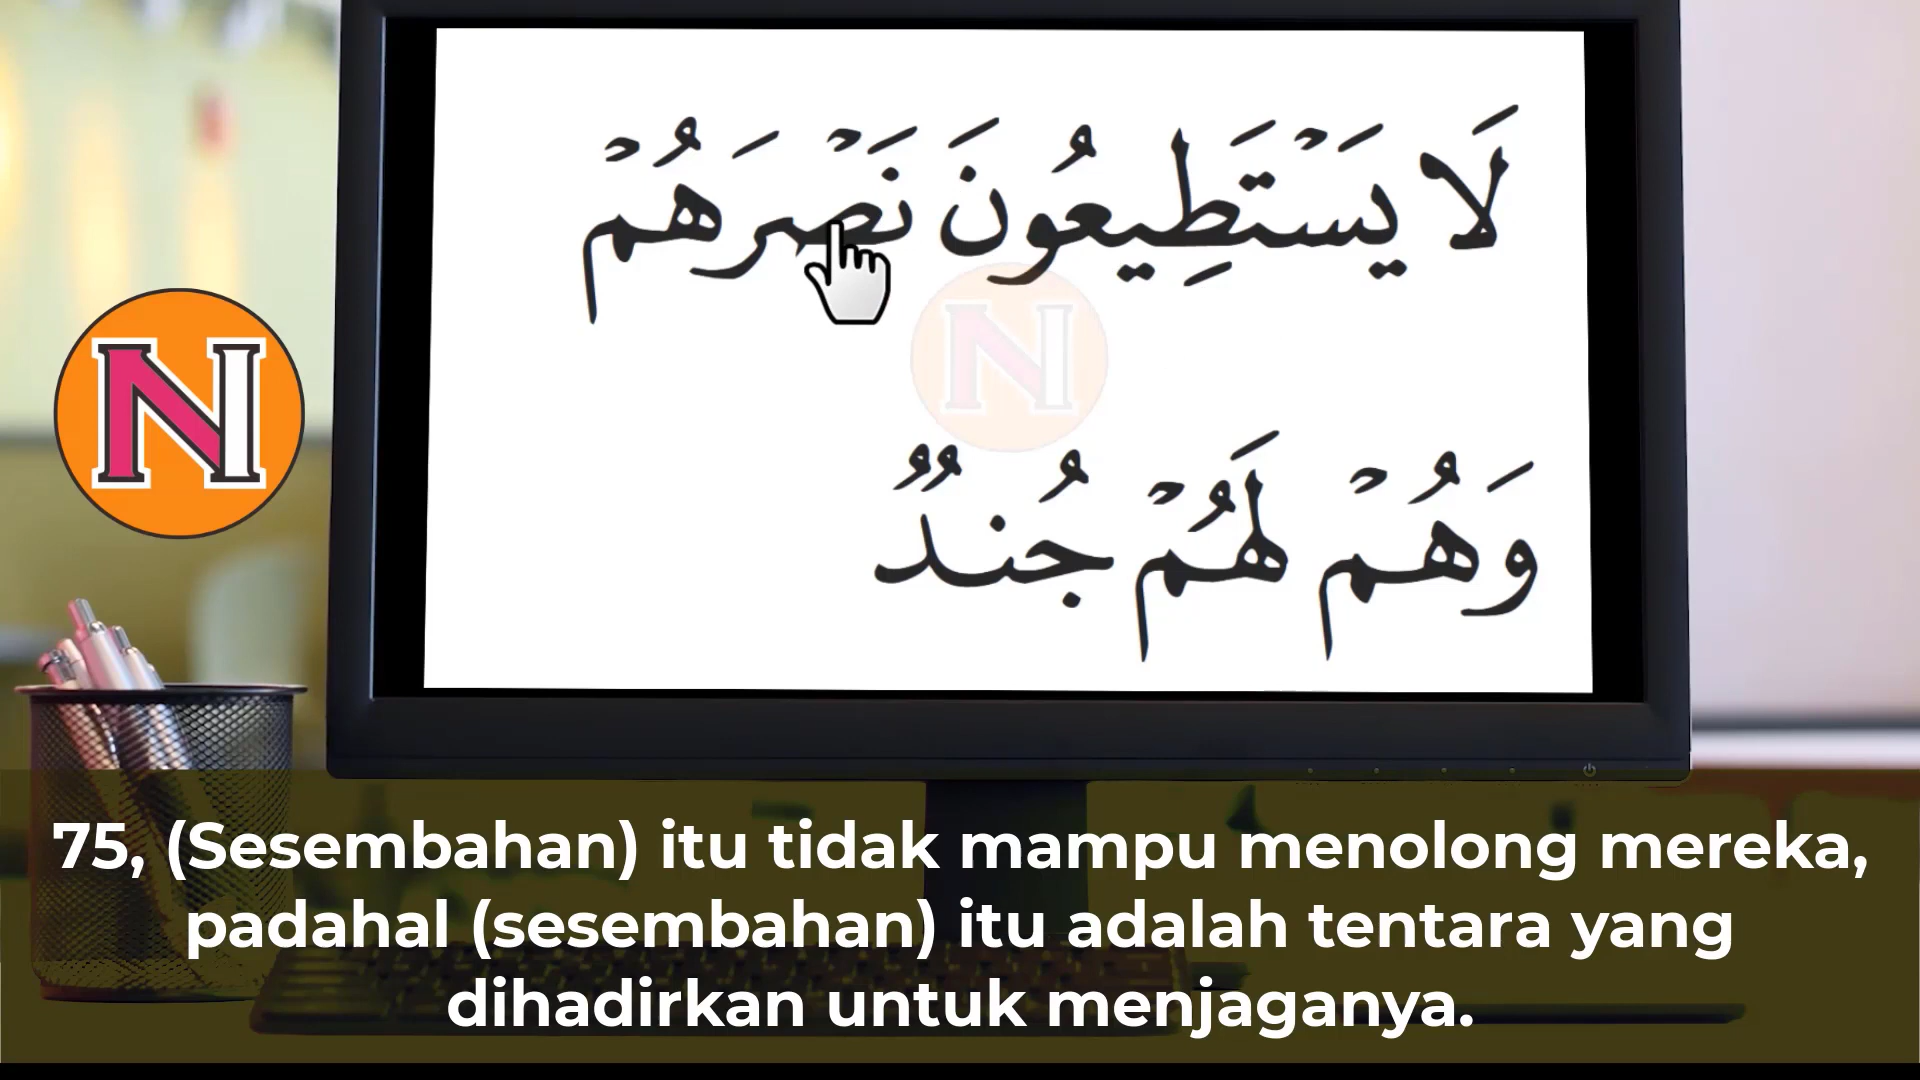 لَا يَسْتَطِيعُونَ نَصْرَهُمْ
وَهُمْ لَهُمْ جُندٌ
N
N
75, (Sesembahan) itu tidak mampu menolong mereka,
padahal (sesembahan) itu adalah tentara yang
dihadirkan untuk menjaganya.